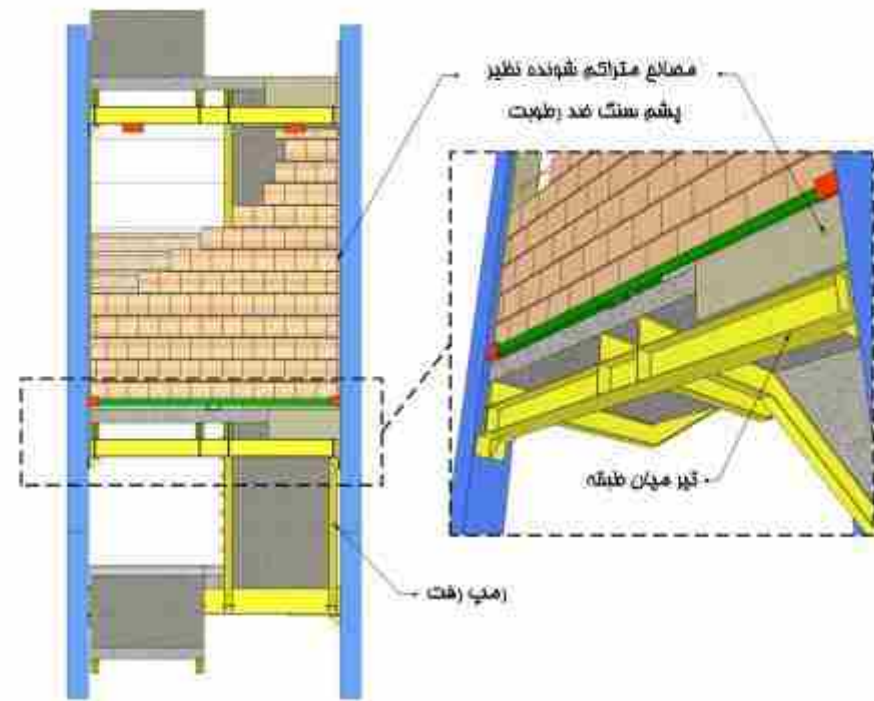 مصالح متراکم شونده نظیر
پشم سنگ ضد رطوبت
تیر میان طبقه
رمپ رفت